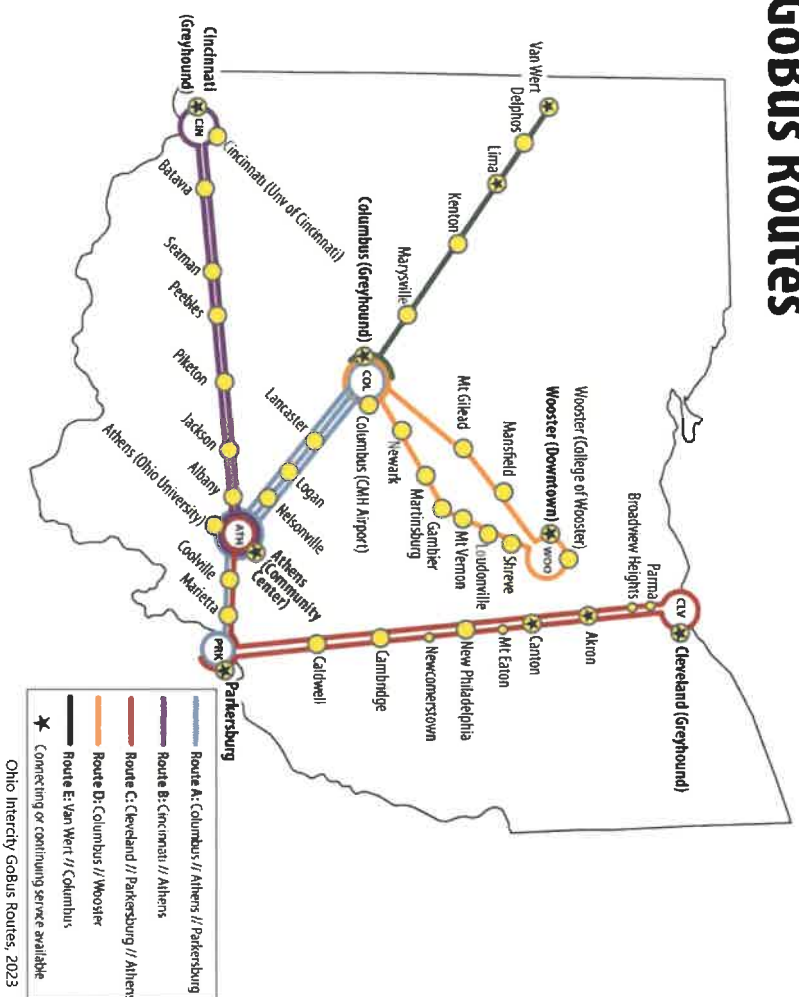 GoBus Routes
Van Wert
Delphos
Lima
Kenton
Marysville
Columbus (Greyhound)
COL
Columbus (CMH Airport)
Mt Gilead
Mansfield
Wooster (Downtown)
Wooster (College of Wooster)
WOO
Newark
Martinsburg
Gambier
Mt Vernon
Loudonville
Shreve
Cleveland (Greyhound)
CLV
Parma
Broadview Heights
Akron
Canton
Mt Eaton
New Philadelphia
Newcomerstown
Cambridge
Caldwell
Parkersburg
PRK
Marietta
Coolville
Athens
(Community
Center)
ATH
Athens (Ohio University)
Nelsonville
Logan
Lancaster
Albany
Jackson
Piketon
Peebles
Seaman
Batavia
Cincinnati (Unv of Cincinnati)
CIN
Cincinnati
(Greyhound)
Route A: Columbus // Athens // Parkersburg
Route B: Cincinnati // Athens
Route C: Cleveland // Parkersburg // Athens
Route D: Columbus // Wooster
Route E: Van Wert // Columbus
Connecting or continuing service available
Ohio Intercity GoBus Routes, 2023